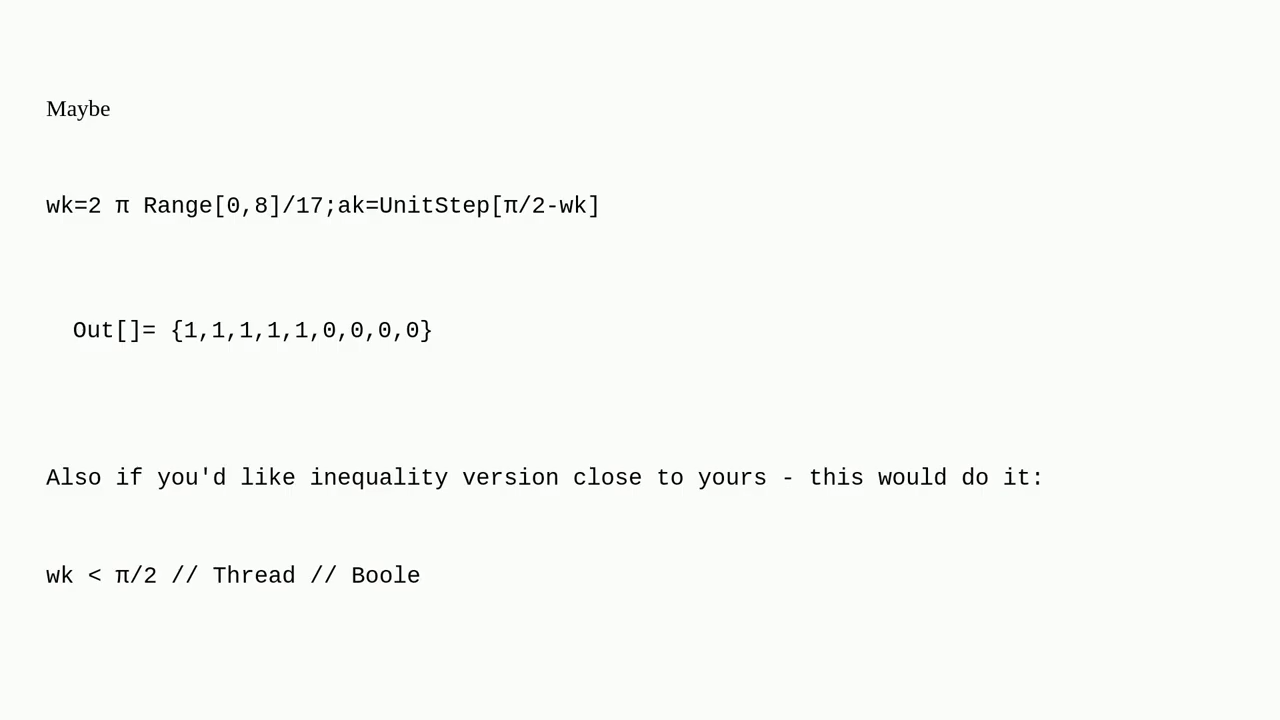 Maybe
wk=2 π Range[0,8]/17;ak=UnitStep[π/2-wk]
Out[]= {1,1,1,1,1,0,0,0,0}
Also if you'd like inequality version close to yours - this would do it:
wk < π/2 // Thread // Boole